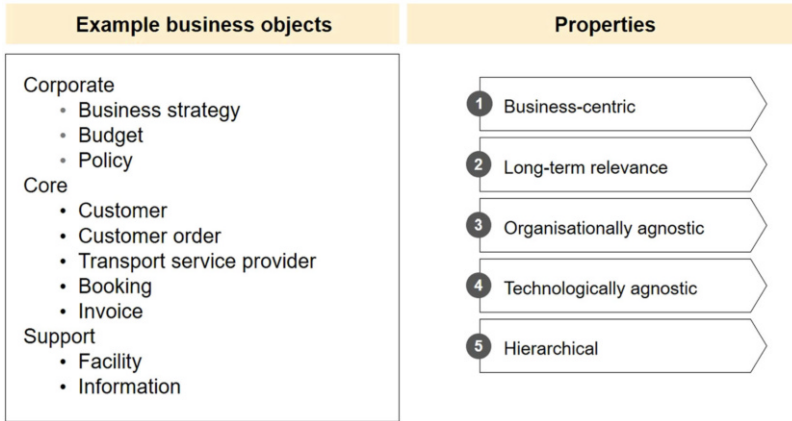 Example business objects
Corporate
• Business strategy
• Budget
• Policy
Core
• Customer
• Customer order
• Transport service provider
• Booking
• Invoice
Support
• Facility
• Information
Properties
1 Business-centric
2 Long-term relevance
3 Organisationally agnostic
4 Technologically agnostic
5 Hierarchical